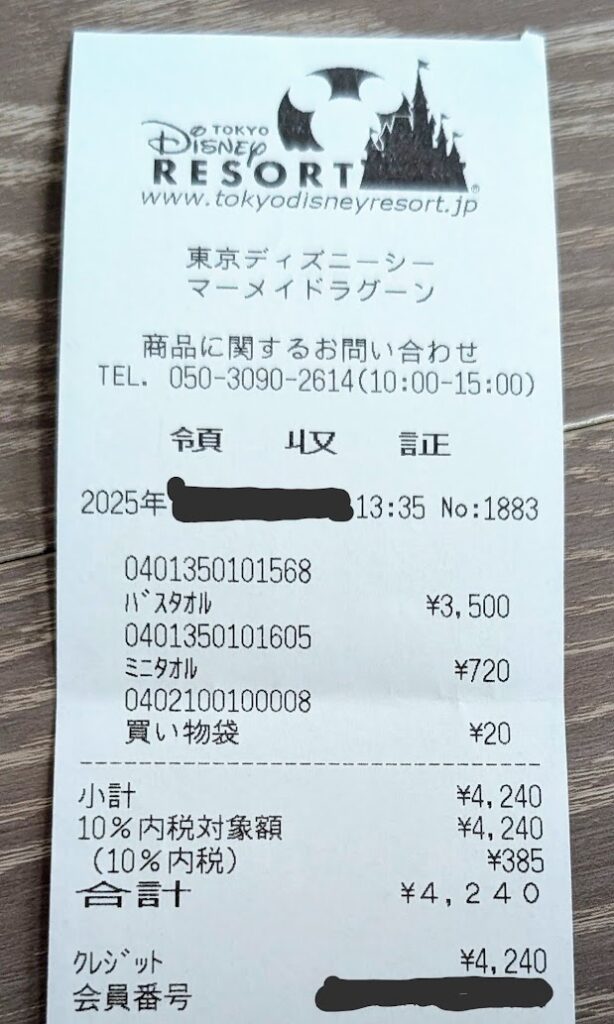 TOKYO
DISNEY
RESORT
®
www.tokyodisneyresort.jp
東京ディズニーシー
マーメイドラグーン
商品に関するお問い合わせ
TEL. 050-3090-2614(10:00-15:00)
領 収 証
2025年 13:35 No:1883
0401350101568
ﾊﾞｽﾀｵﾙ ¥3,500
0401350101605
ﾐﾆﾀｵﾙ ¥720
0402100100008
買い物袋 ¥20
小計 ¥4,240
10%内税対象額 ¥4,240
(10%内税) ¥385
合計 ¥4,240
ｸﾚｼﾞｯﾄ ¥4,240
会員番号